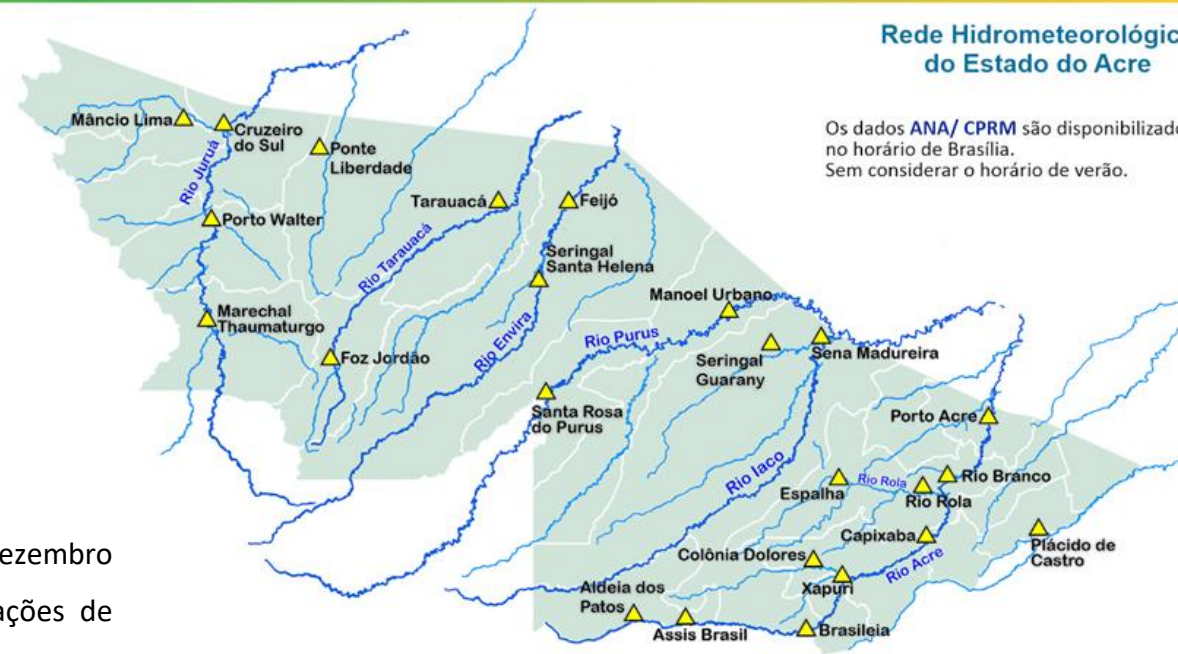 Rede Hidrometeorológic
do Estado do Acre
Os dados ANA/ CPRM são disponibilizado
no horário de Brasília.
Sem considerar o horário de verão.
Mâncio Lima
Cruzeiro
do Sul
Ponte
Liberdade
Rio Juruá
Tarauacá
Feijó
Porto Walter
Rio Tarauacá
Seringal
Santa Helena
Manoel Urbano
Marechal
Thaumaturgo
Rio Envira
Rio Purus
Foz Jordão
Seringal
Guarany
Sena Madureira
Santa Rosa
do Purus
Porto Acre
Rio Iaco
Espalha
Rio Rola
Rio Rola
Rio Branco
Capixaba
Plácido de
Castro
Colônia Dolores
Rio Acre
Xapuri
Aldeia dos
Patos
Assis Brasil
Brasileia
ezembro
ações de